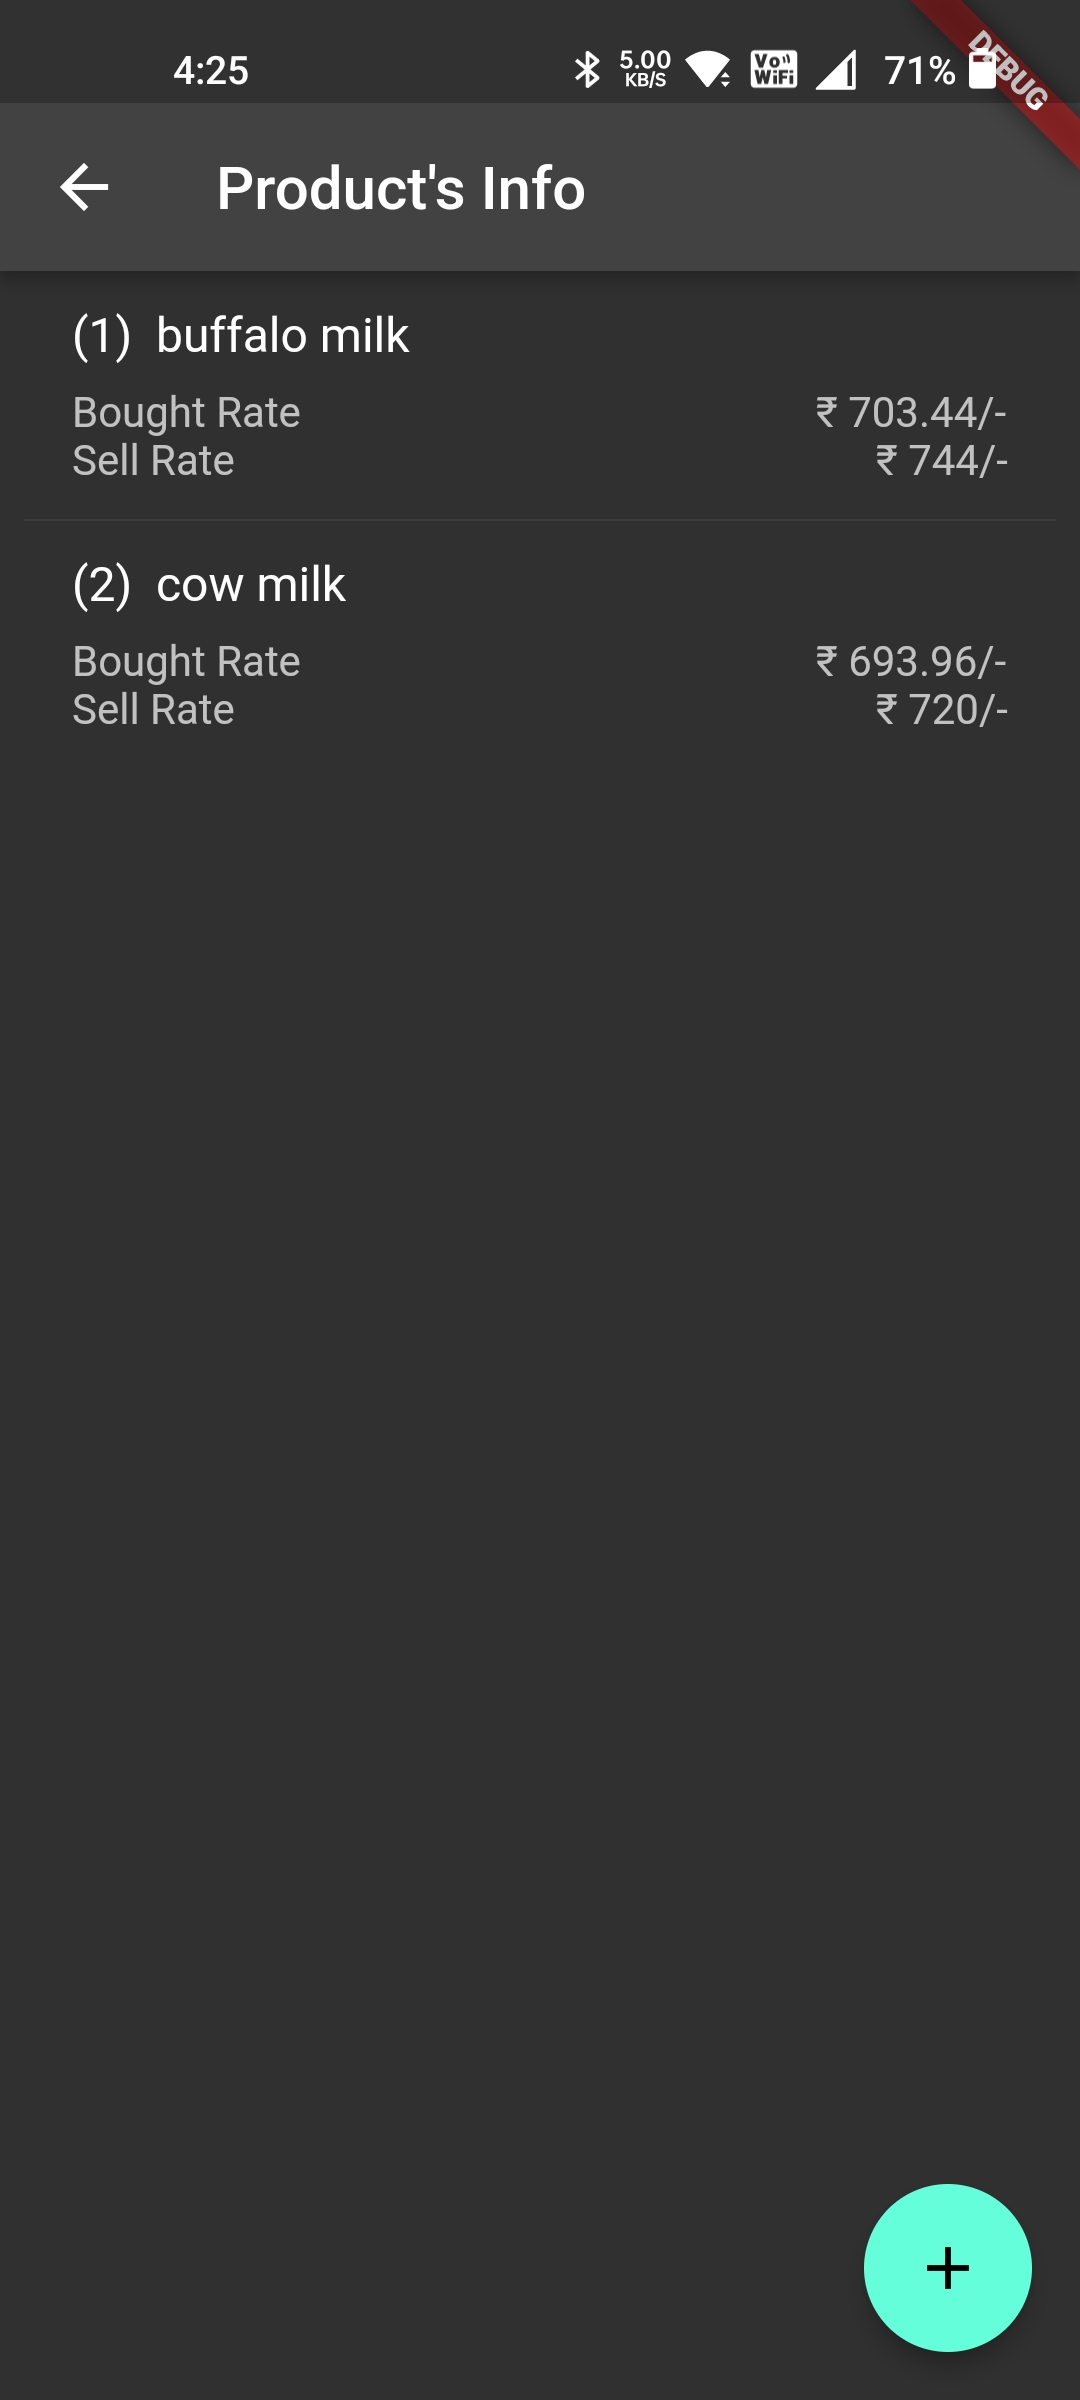 4:25
5.00
KB/S
Vo
WiFi
71%
DEBUG
Product's Info
(1) buffalo milk
Bought Rate ₹ 703.44/-
Sell Rate ₹ 744/-
(2) cow milk
Bought Rate ₹ 693.96/-
Sell Rate ₹ 720/-